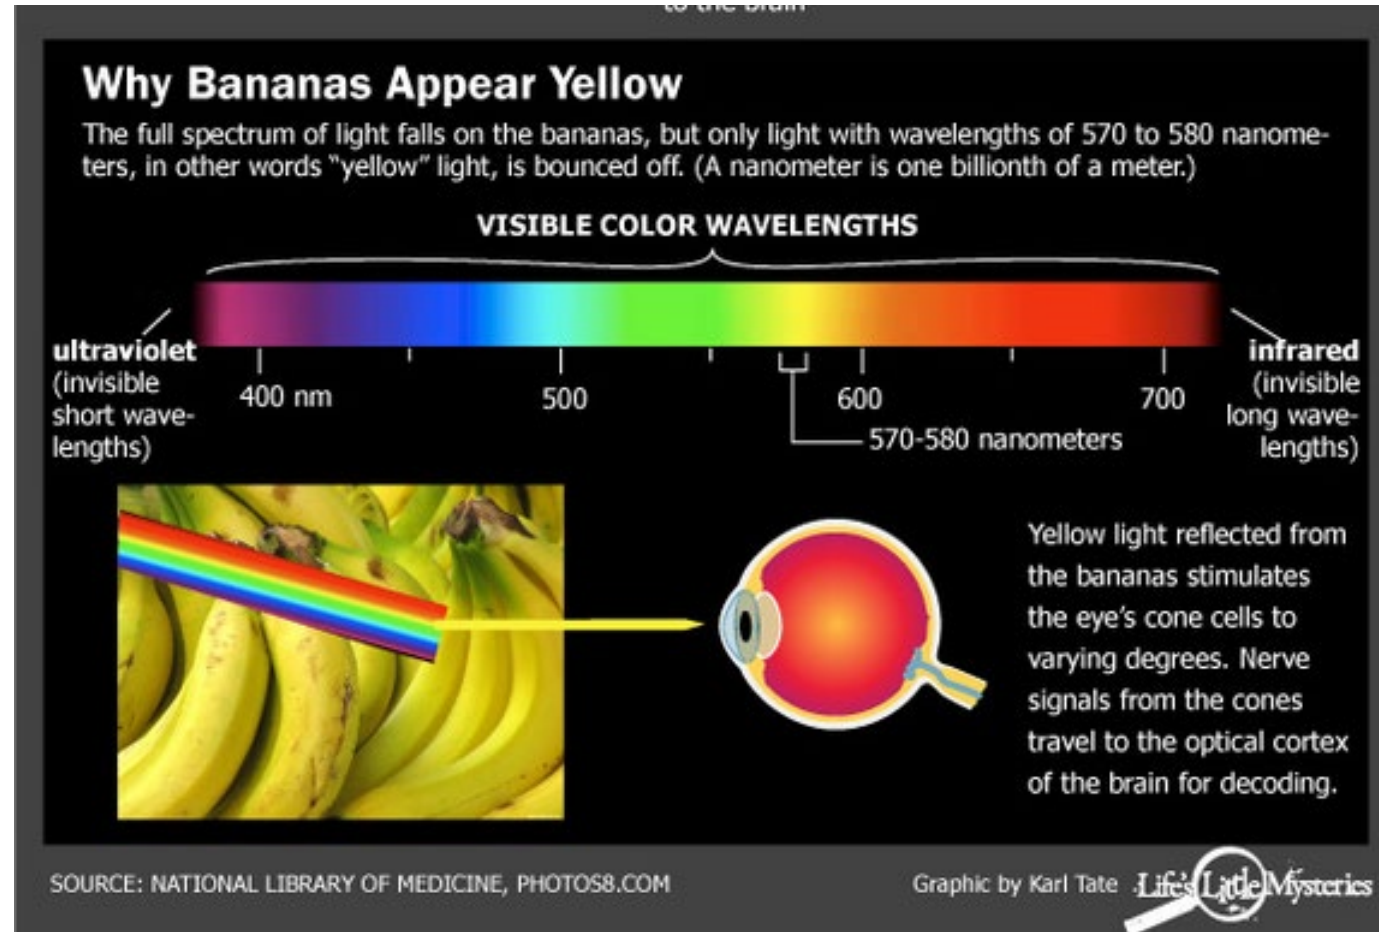 to the brain
Why Bananas Appear Yellow
The full spectrum of light falls on the bananas, but only light with wavelengths of 570 to 580 nanome-
ters, in other words “yellow” light, is bounced off. (A nanometer is one billionth of a meter.)
VISIBLE COLOR WAVELENGTHS
ultraviolet
(invisible
short wave-
lengths)
400 nm
500
600
700
570-580 nanometers
infrared
(invisible
long wave-
lengths)
Yellow light reflected from
the bananas stimulates
the eye’s cone cells to
varying degrees. Nerve
signals from the cones
travel to the optical cortex
of the brain for decoding.
SOURCE: NATIONAL LIBRARY OF MEDICINE, PHOTOS8.COM
Graphic by Karl Tate
Life's Little Mysteries